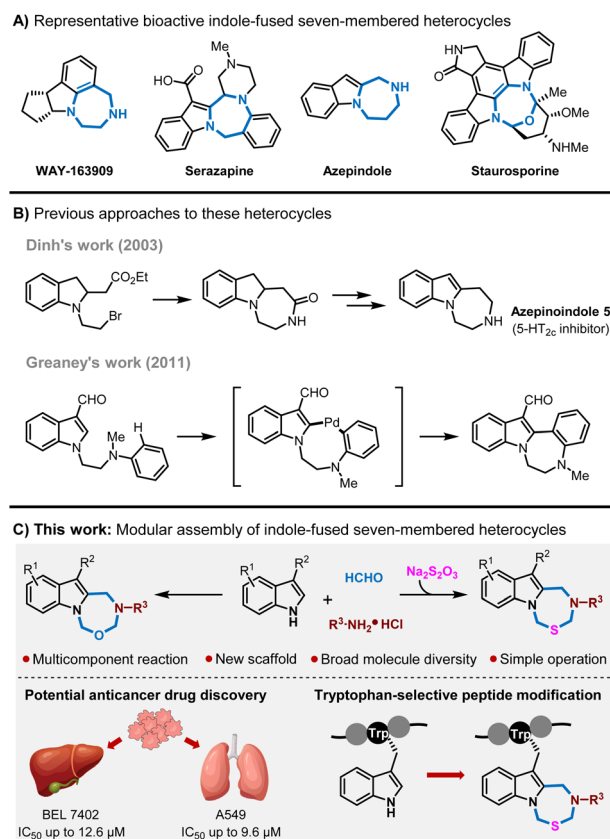 A) Representative bioactive indole-fused seven-membered heterocycles
H
H
N
NH
WAY-163909
Me
N
HO
O
N
N
Serazapine
NH
N
Azepindole
HN
O
N
Me
N
O
OMe
NHMe
Staurosporine
B) Previous approaches to these heterocycles
Dinh's work (2003)
CO₂Et
N
Br
N
O
NH
N
NH
Azepinoindole 5
(5-HT₂c inhibitor)
Greaney's work (2011)
CHO
N
Me
H
N
CHO
Pd
N
N
Me
CHO
N
N
Me
C) This work: Modular assembly of indole-fused seven-membered heterocycles
R¹
R²
N
N-R³
O
R¹
R²
N
H
+
HCHO
R³-NH₂•HCl
Na₂S₂O₃
R¹
R²
N
N-R³
S
Multicomponent reaction
New scaffold
Broad molecule diversity
Simple operation
Potential anticancer drug discovery
BEL 7402
IC₅₀ up to 12.6 μM
A549
IC₅₀ up to 9.6 μM
Tryptophan-selective peptide modification
Trp
N
H
Trp
N
N-R³
S